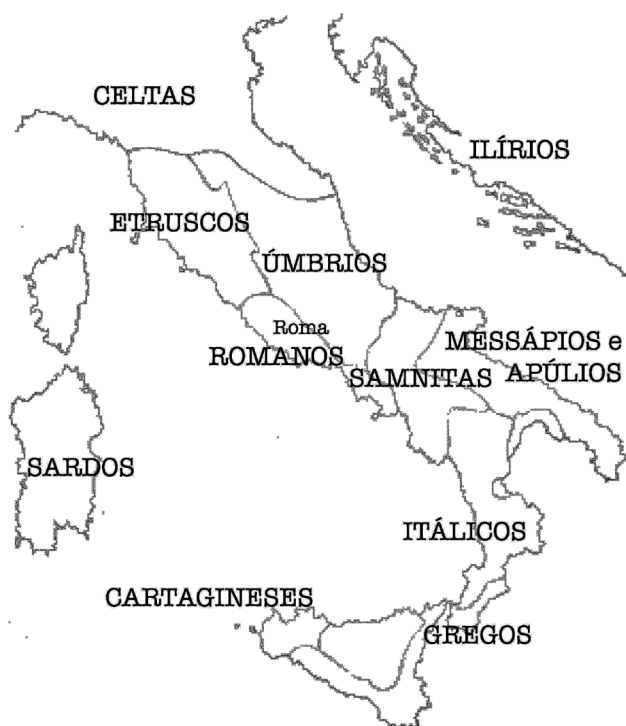 CELTAS
ILÍRIOS
ETRUSCOS
ÚMBRIOS
Roma
ROMANOS
MESSÁPIOS e
APÚLIOS
SAMNITAS
SARDOS
ITÁLICOS
CARTAGINESES
GREGOS